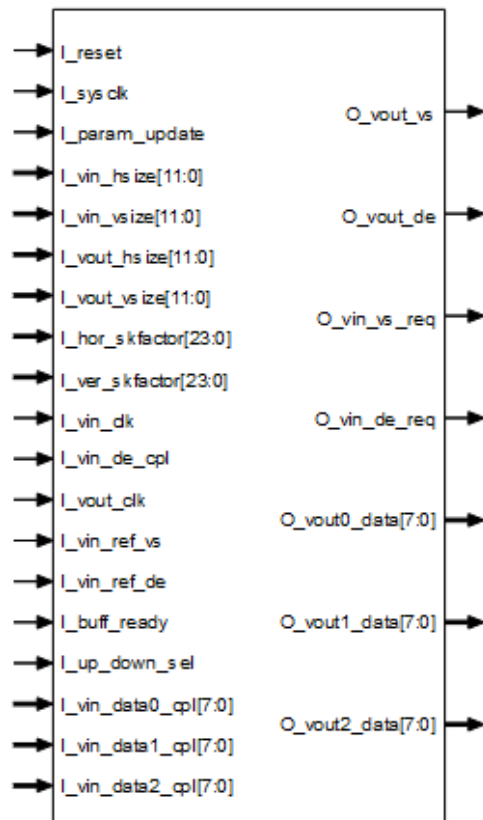 I_reset
I_sysclk
I_param_update
I_vin_hsize[11:0]
I_vin_vsize[11:0]
I_vout_hsize[11:0]
I_vout_vsize[11:0]
I_hor_skfactor[23:0]
I_ver_skfactor[23:0]
I_vin_clk
I_vin_de_cpl
I_vout_clk
I_vin_ref_vs
I_vin_ref_de
I_buff_ready
I_up_down_sel
I_vin_data0_cpl[7:0]
I_vin_data1_cpl[7:0]
I_vin_data2_cpl[7:0]
O_vout_vs
O_vout_de
O_vin_vs_req
O_vin_de_req
O_vout0_data[7:0]
O_vout1_data[7:0]
O_vout2_data[7:0]